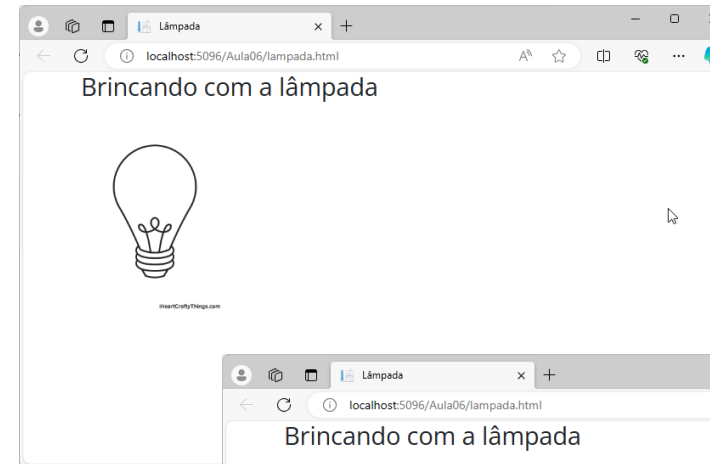 Lâmpada
localhost:5096/Aula06/lampada.html
Brincando com a lâmpada
iHeartCraftyThings.com
Lâmpada
localhost:5096/Aula06/lampada.html
Brincando com a lâmpada